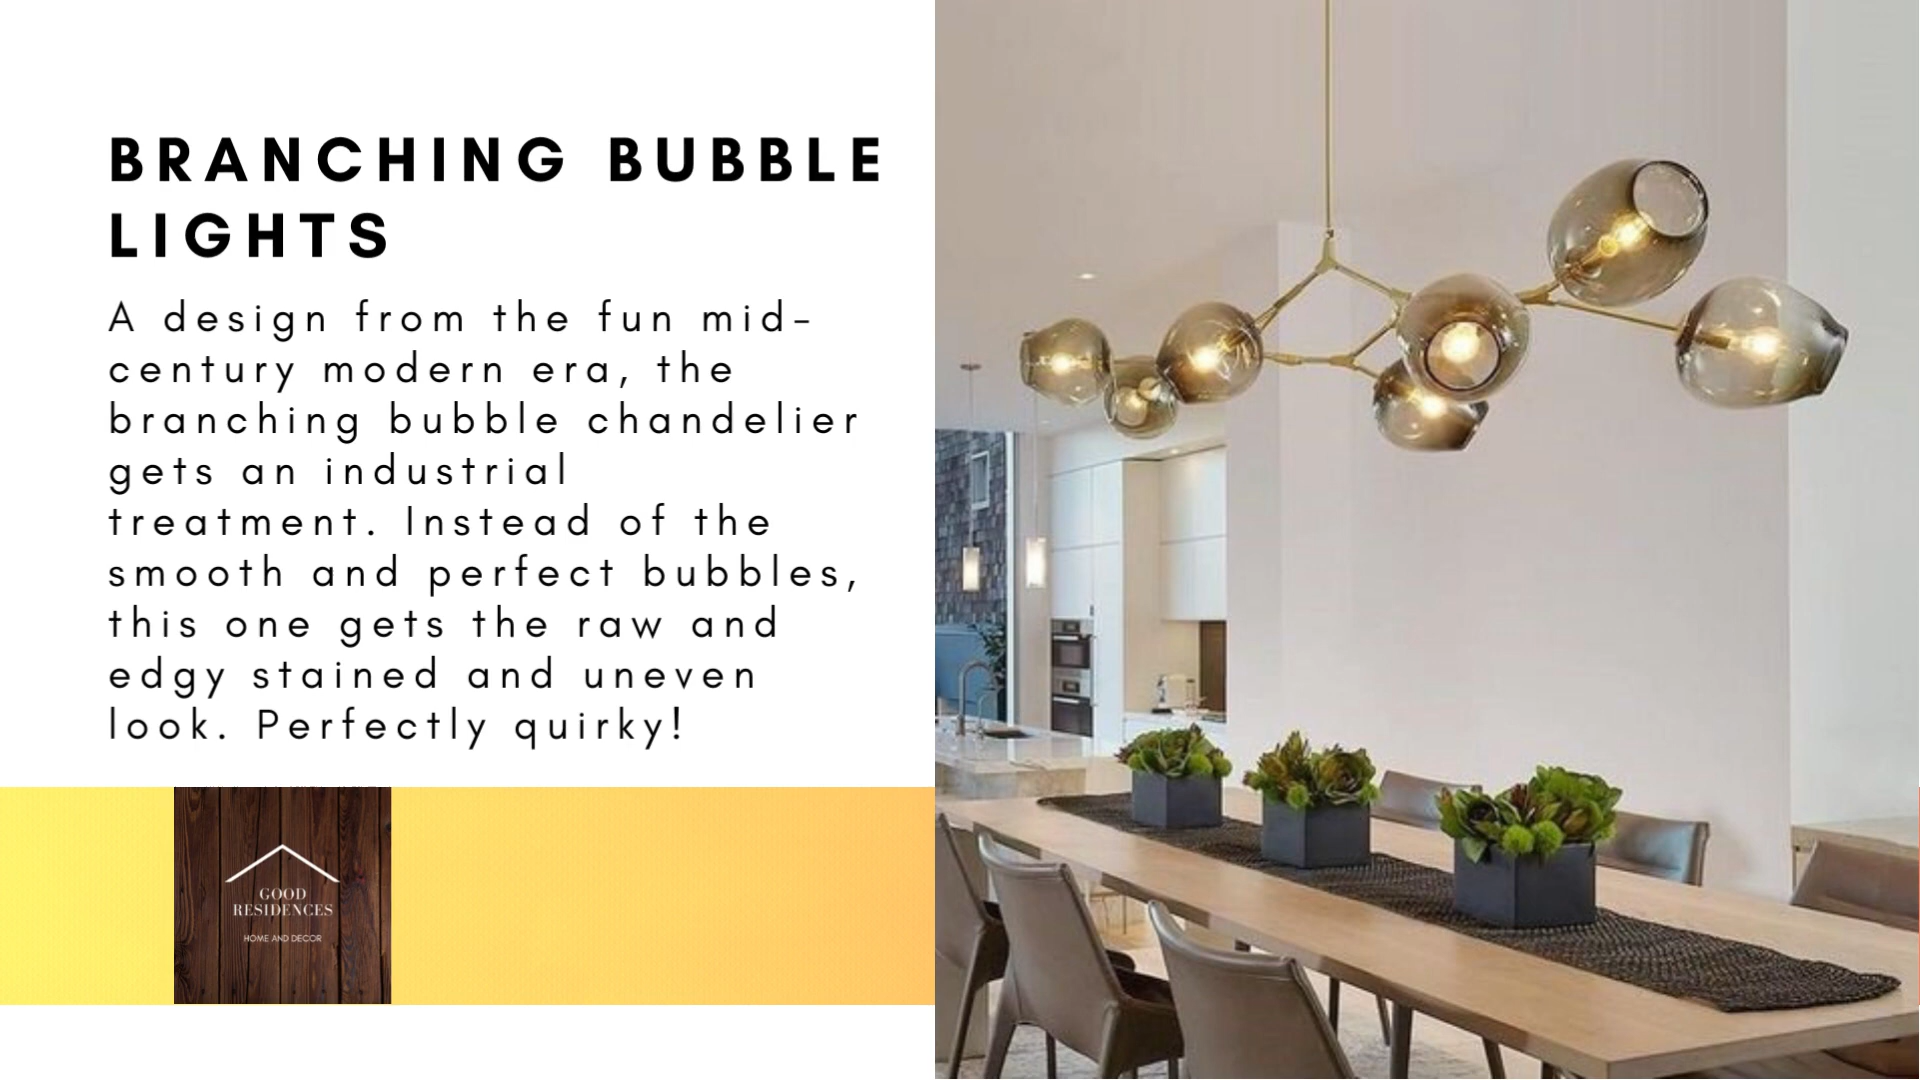 BRANCHING BUBBLE
LIGHTS
A design from the fun mid-
century modern era, the
branching bubble chandelier
gets an industrial
treatment. Instead of the
smooth and perfect bubbles,
this one gets the raw and
edgy stained and uneven
look. Perfectly quirky!
GOOD
RESIDENCES
HOME AND DECOR